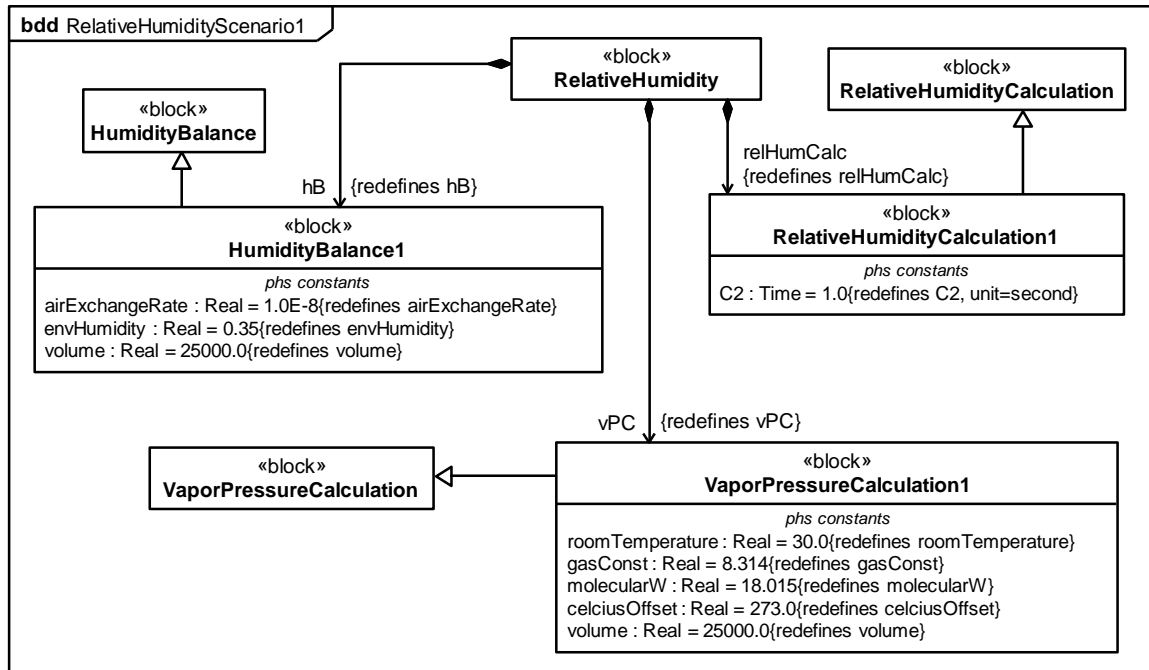 bdd RelativeHumidityScenario1
«block»
RelativeHumidity
«block»
RelativeHumidityCalculation
«block»
HumidityBalance
relHumCalc
{redefines relHumCalc}
hB {redefines hB}
«block»
HumidityBalance1
phs constants
airExchangeRate : Real = 1.0E-8{redefines airExchangeRate}
envHumidity : Real = 0.35{redefines envHumidity}
volume : Real = 25000.0{redefines volume}
«block»
RelativeHumidityCalculation1
phs constants
C2 : Time = 1.0{redefines C2, unit=second}
vPC {redefines vPC}
«block»
VaporPressureCalculation
«block»
VaporPressureCalculation1
phs constants
roomTemperature : Real = 30.0{redefines roomTemperature}
gasConst : Real = 8.314{redefines gasConst}
molecularW : Real = 18.015{redefines molecularW}
celciusOffset : Real = 273.0{redefines celciusOffset}
volume : Real = 25000.0{redefines volume}